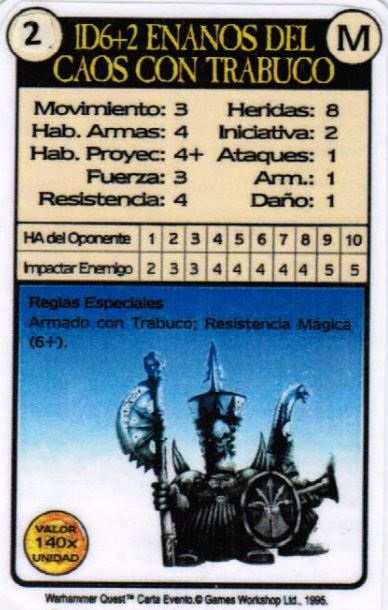 2
1D6+2 ENANOS DEL
CAOS CON TRABUCO
M
Movimiento: 3 Heridas: 8
Hab. Armas: 4 Iniciativa: 2
Hab. Proyec: 4+ Ataques: 1
Fuerza: 3 Arm.: 1
Resistencia: 4 Daño: 1
HA del Oponente 1 2 3 4 5 6 7 8 9 10
Impactar Enemigo 2 3 3 4 4 4 4 4 5 5
Reglas Especiales
Armado con Trabuco; Resistencia Mágica
(6+).
VALOR
140x
UNIDAD
Warhammer Quest™ Carta Evento.© Games Workshop Ltd., 1995.